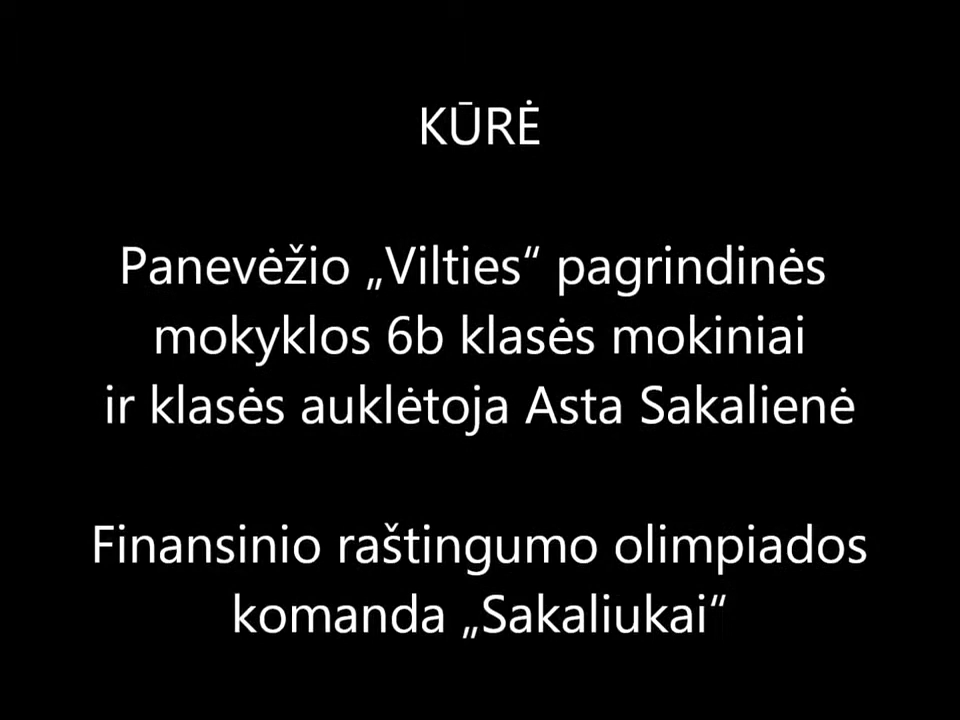 KŪRĖ
Panevėžio „Vilties“ pagrindinės
mokyklos 6b klasės mokiniai
ir klasės auklėtoja Asta Sakalienė
Finansinio raštingumo olimpiados
komanda „Sakaliukai“